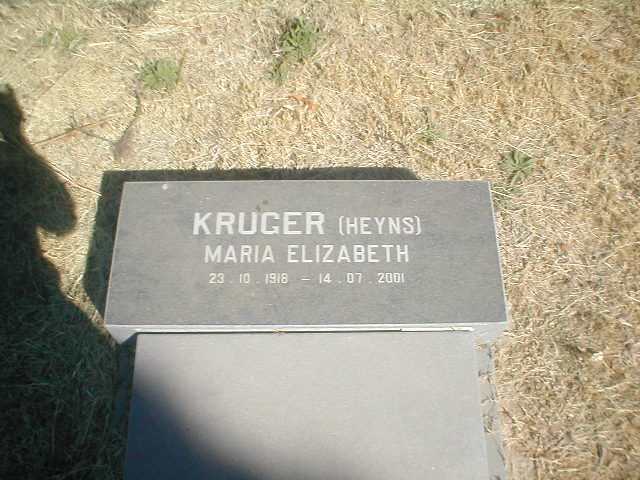 KRUGER (HEYNS)
MARIA ELIZABETH
23 . 10 . 1918 – 14 . 07 . 2001